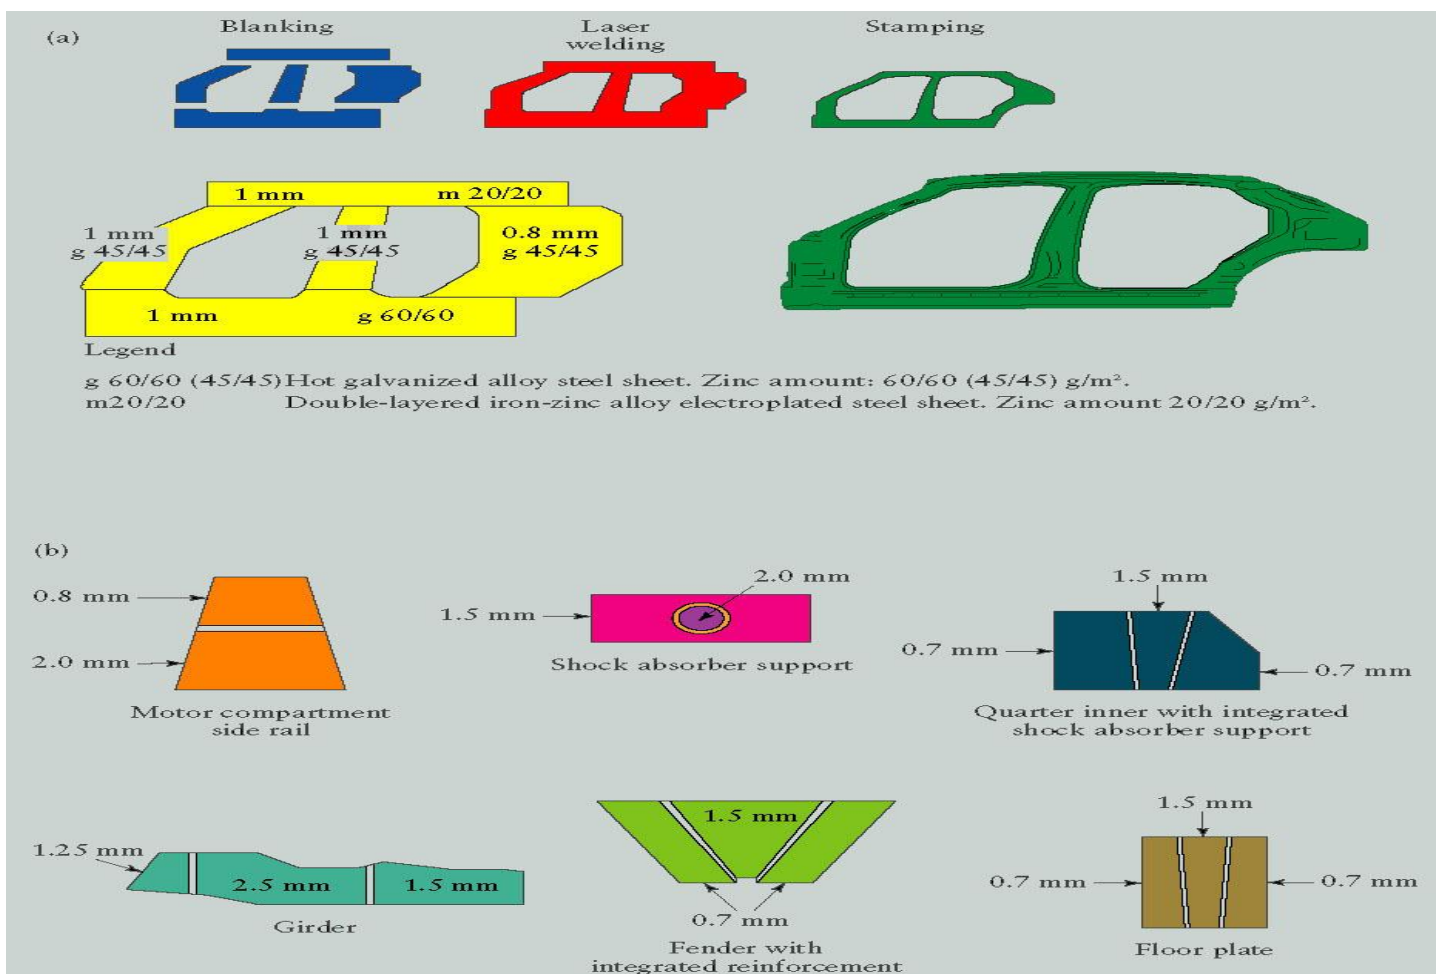 (a)
Blanking
Laser
welding
Stamping
1 mm
m 20/20
1 mm
g 45/45
1 mm
g 45/45
0.8 mm
g 45/45
1 mm
g 60/60
Legend
g 60/60 (45/45)Hot galvanized alloy steel sheet. Zinc amount: 60/60 (45/45) g/m².
m20/20 Double-layered iron-zinc alloy electroplated steel sheet. Zinc amount 20/20 g/m².
(b)
0.8 mm
2.0 mm
Motor compartment
side rail
2.0 mm
1.5 mm
Shock absorber support
1.5 mm
0.7 mm
0.7 mm
Quarter inner with integrated
shock absorber support
1.25 mm
2.5 mm
1.5 mm
Girder
1.5 mm
0.7 mm
Fender with
integrated reinforcement
1.5 mm
0.7 mm
0.7 mm
Floor plate